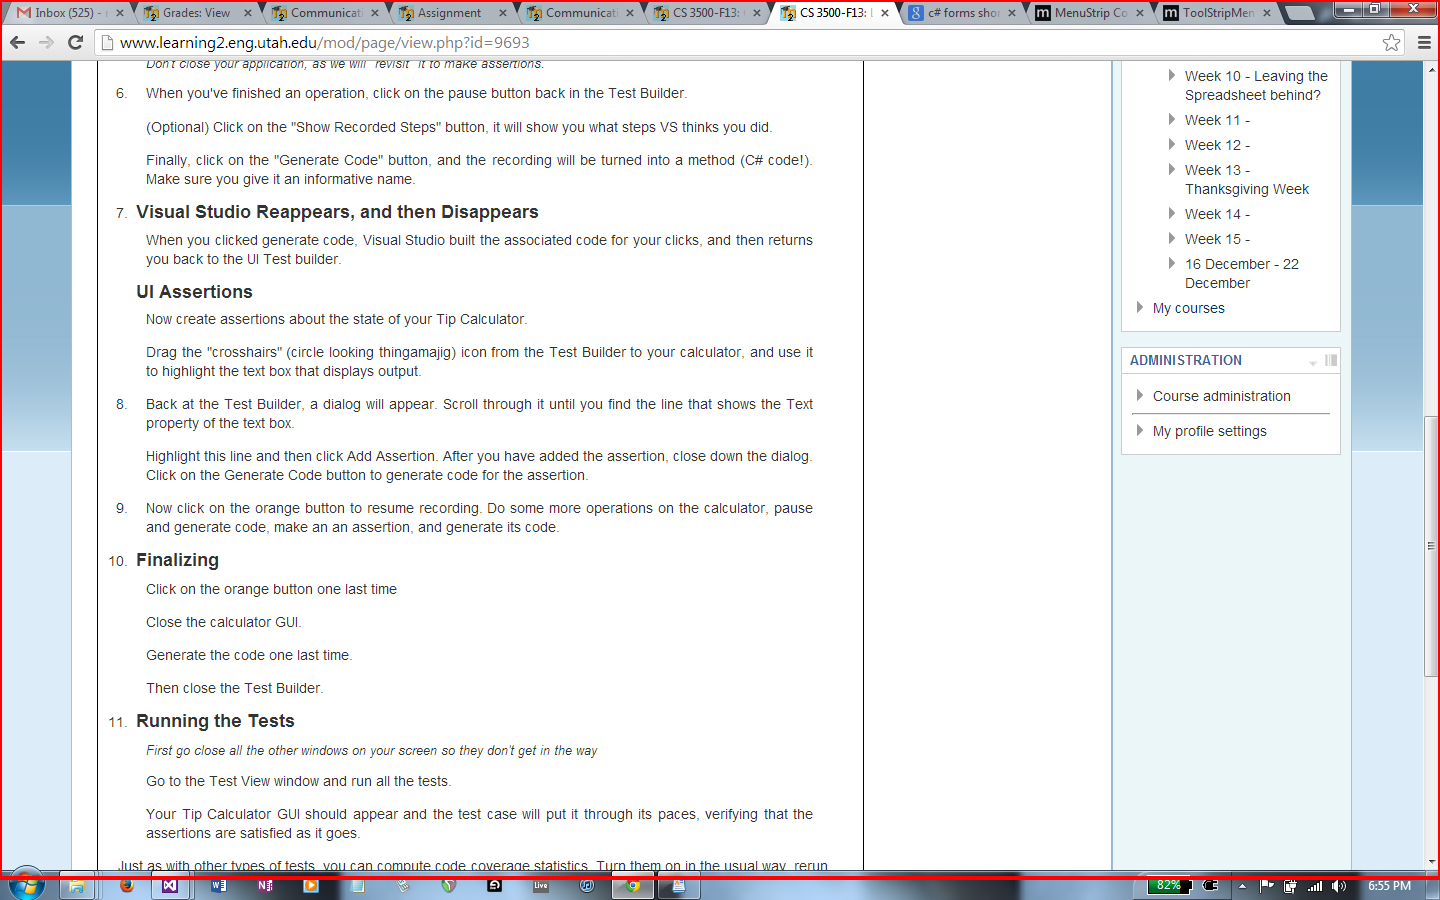 Inbox (525) -
Grades: View
Communicati
Assignment
Communicati
CS 3500-F13:
CS 3500-F13: L
c# forms shor
MenuStrip Co
ToolStripMen
www.learning2.eng.utah.edu/mod/page/view.php?id=9693
Don't close your application, as we will "revisit" it to make assertions.
6. When you've finished an operation, click on the pause button back in the Test Builder.
(Optional) Click on the "Show Recorded Steps" button, it will show you what steps VS thinks you did.
Finally, click on the "Generate Code" button, and the recording will be turned into a method (C# code!).
Make sure you give it an informative name.
7. Visual Studio Reappears, and then Disappears
When you clicked generate code, Visual Studio built the associated code for your clicks, and then returns
you back to the UI Test builder.
UI Assertions
Now create assertions about the state of your Tip Calculator.
Drag the "crosshairs" (circle looking thingamajig) icon from the Test Builder to your calculator, and use it
to highlight the text box that displays output.
8. Back at the Test Builder, a dialog will appear. Scroll through it until you find the line that shows the Text
property of the text box.
Highlight this line and then click Add Assertion. After you have added the assertion, close down the dialog.
Click on the Generate Code button to generate code for the assertion.
9. Now click on the orange button to resume recording. Do some more operations on the calculator, pause
and generate code, make an an assertion, and generate its code.
10. Finalizing
Click on the orange button one last time
Close the calculator GUI.
Generate the code one last time.
Then close the Test Builder.
11. Running the Tests
First go close all the other windows on your screen so they don't get in the way
Go to the Test View window and run all the tests.
Your Tip Calculator GUI should appear and the test case will put it through its paces, verifying that the
assertions are satisfied as it goes.
Just as with other types of tests, you can compute code coverage statistics. Turn them on in the usual way, rerun
Week 10 - Leaving the
Spreadsheet behind?
Week 11 -
Week 12 -
Week 13 -
Thanksgiving Week
Week 14 -
Week 15 -
16 December - 22
December
My courses
ADMINISTRATION
Course administration
My profile settings
Live
82%
6:55 PM